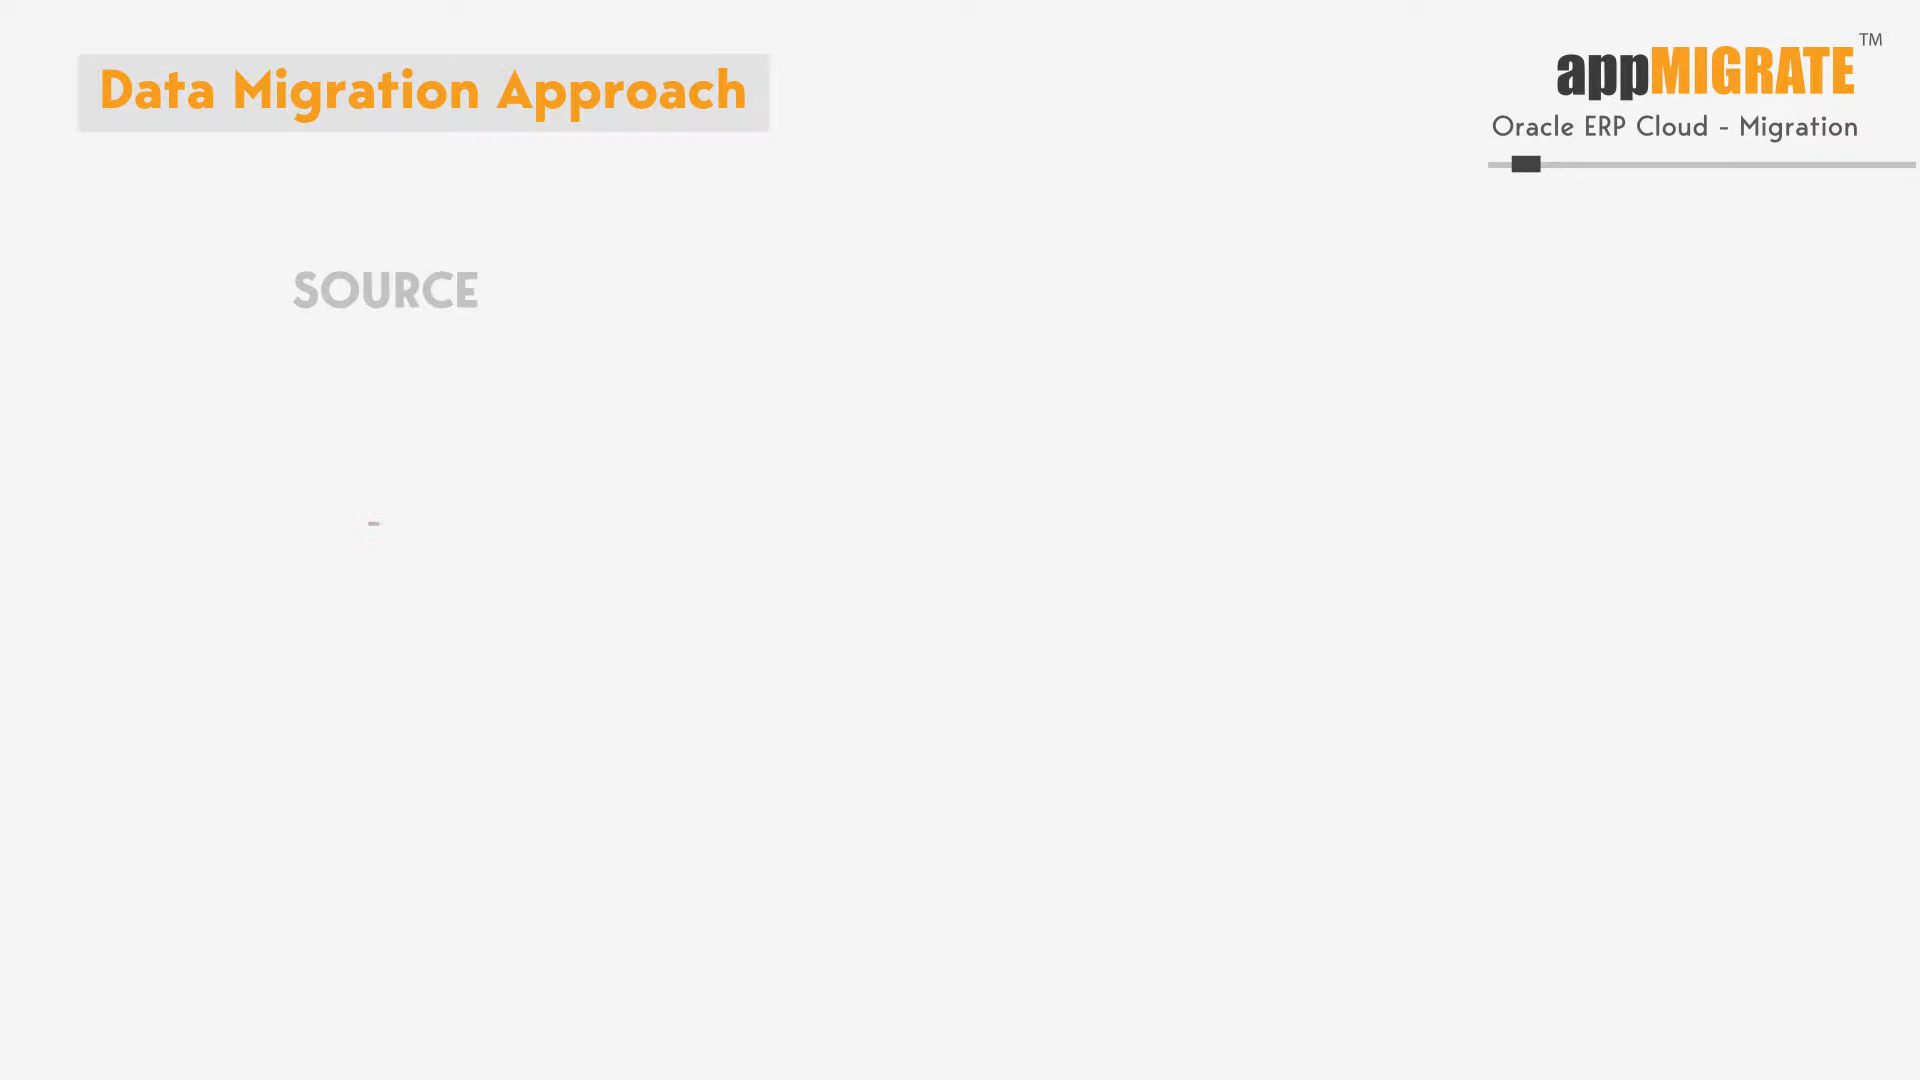 Data Migration Approach
appMIGRATE™
Oracle ERP Cloud - Migration
SOURCE